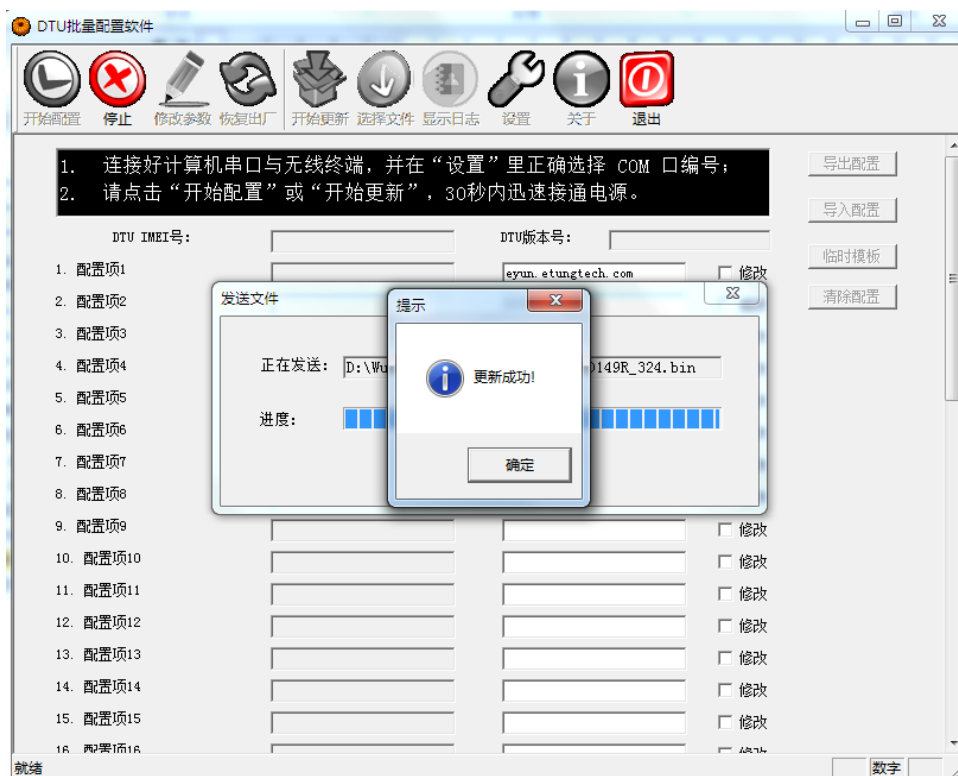 DTU批量配置软件
开始配置 停止 修改参数 恢复出厂 开始更新 选择文件 显示日志 设置 关于 退出
1. 连接好计算机串口与无线终端，并在“设置”里正确选择 COM 口编号；
2. 请点击“开始配置”或“开始更新”，30秒内迅速接通电源。
导出配置
导入配置
临时模板
清除配置
DTU IMEI号： DTU版本号：
1. 配置项1 eyun.etungtech.com 修改
2. 配置项2
3. 配置项3
4. 配置项4
5. 配置项5
6. 配置项6
7. 配置项7
8. 配置项8
发送文件
正在发送： D:\Wu 0149R_324.bin
进度：
提示
更新成功!
确定
9. 配置项9 修改
10. 配置项10 修改
11. 配置项11 修改
12. 配置项12 修改
13. 配置项13 修改
14. 配置项14 修改
15. 配置项15 修改
16. 配置项16 修改
就绪 数字